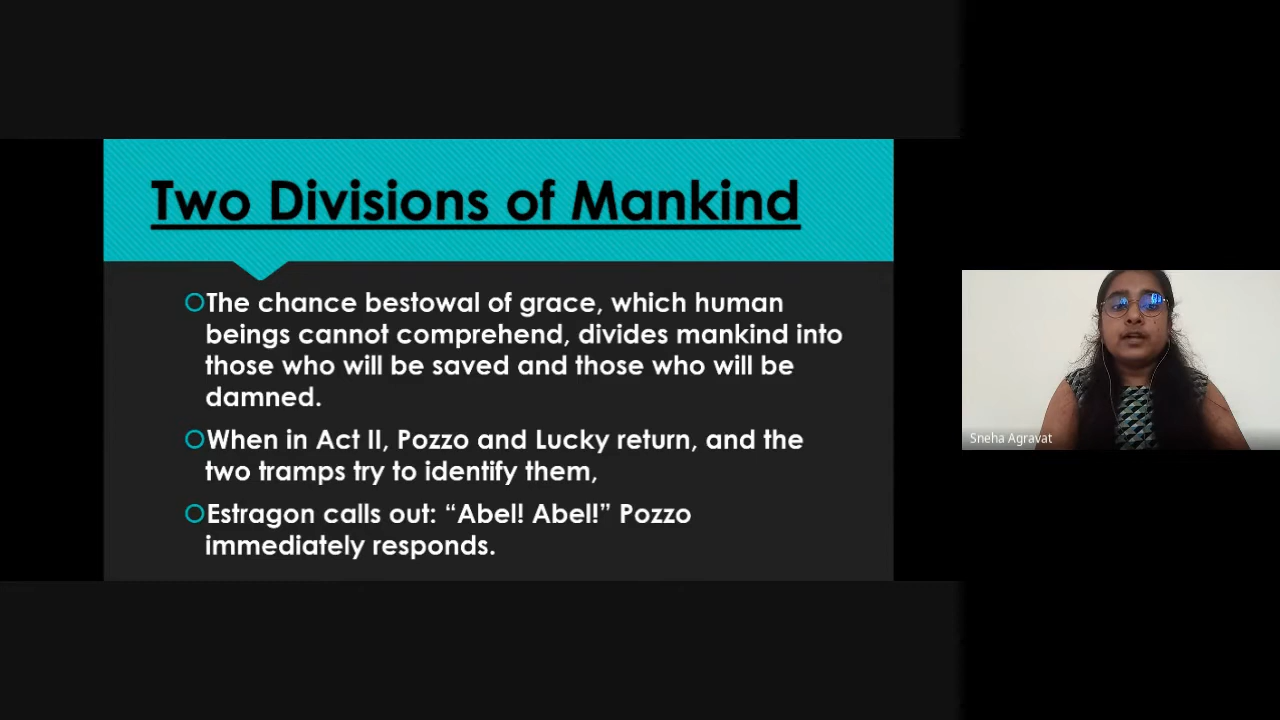 Two Divisions of Mankind
The chance bestowal of grace, which human
beings cannot comprehend, divides mankind into
those who will be saved and those who will be
damned.
When in Act II, Pozzo and Lucky return, and the
two tramps try to identify them,
Estragon calls out: “Abel! Abel!” Pozzo
immediately responds.
Sneha Agravat